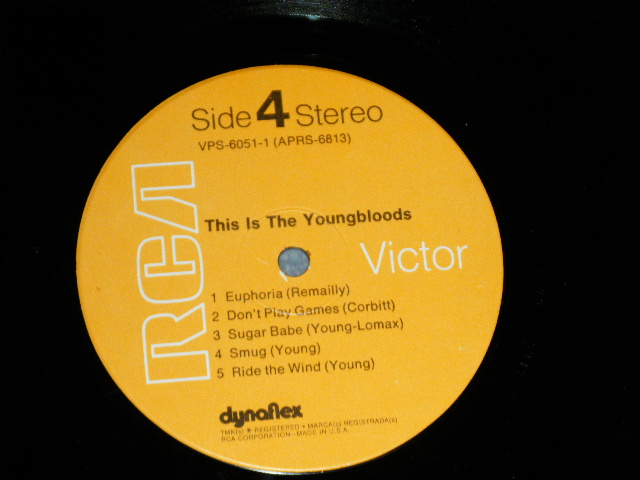 Side 4 Stereo
VPS-6051-1 (APRS-6813)
RCA
This Is The Youngbloods
Victor
1 Euphoria (Remailly)
2 Don't Play Games (Corbitt)
3 Sugar Babe (Young-Lomax)
4 Smug (Young)
5 Ride the Wind (Young)
dynaflex
TMK(s) ® REGISTERED • MARCA(s) REGISTRADA(s)
RCA CORPORATION-MADE IN U.S.A.